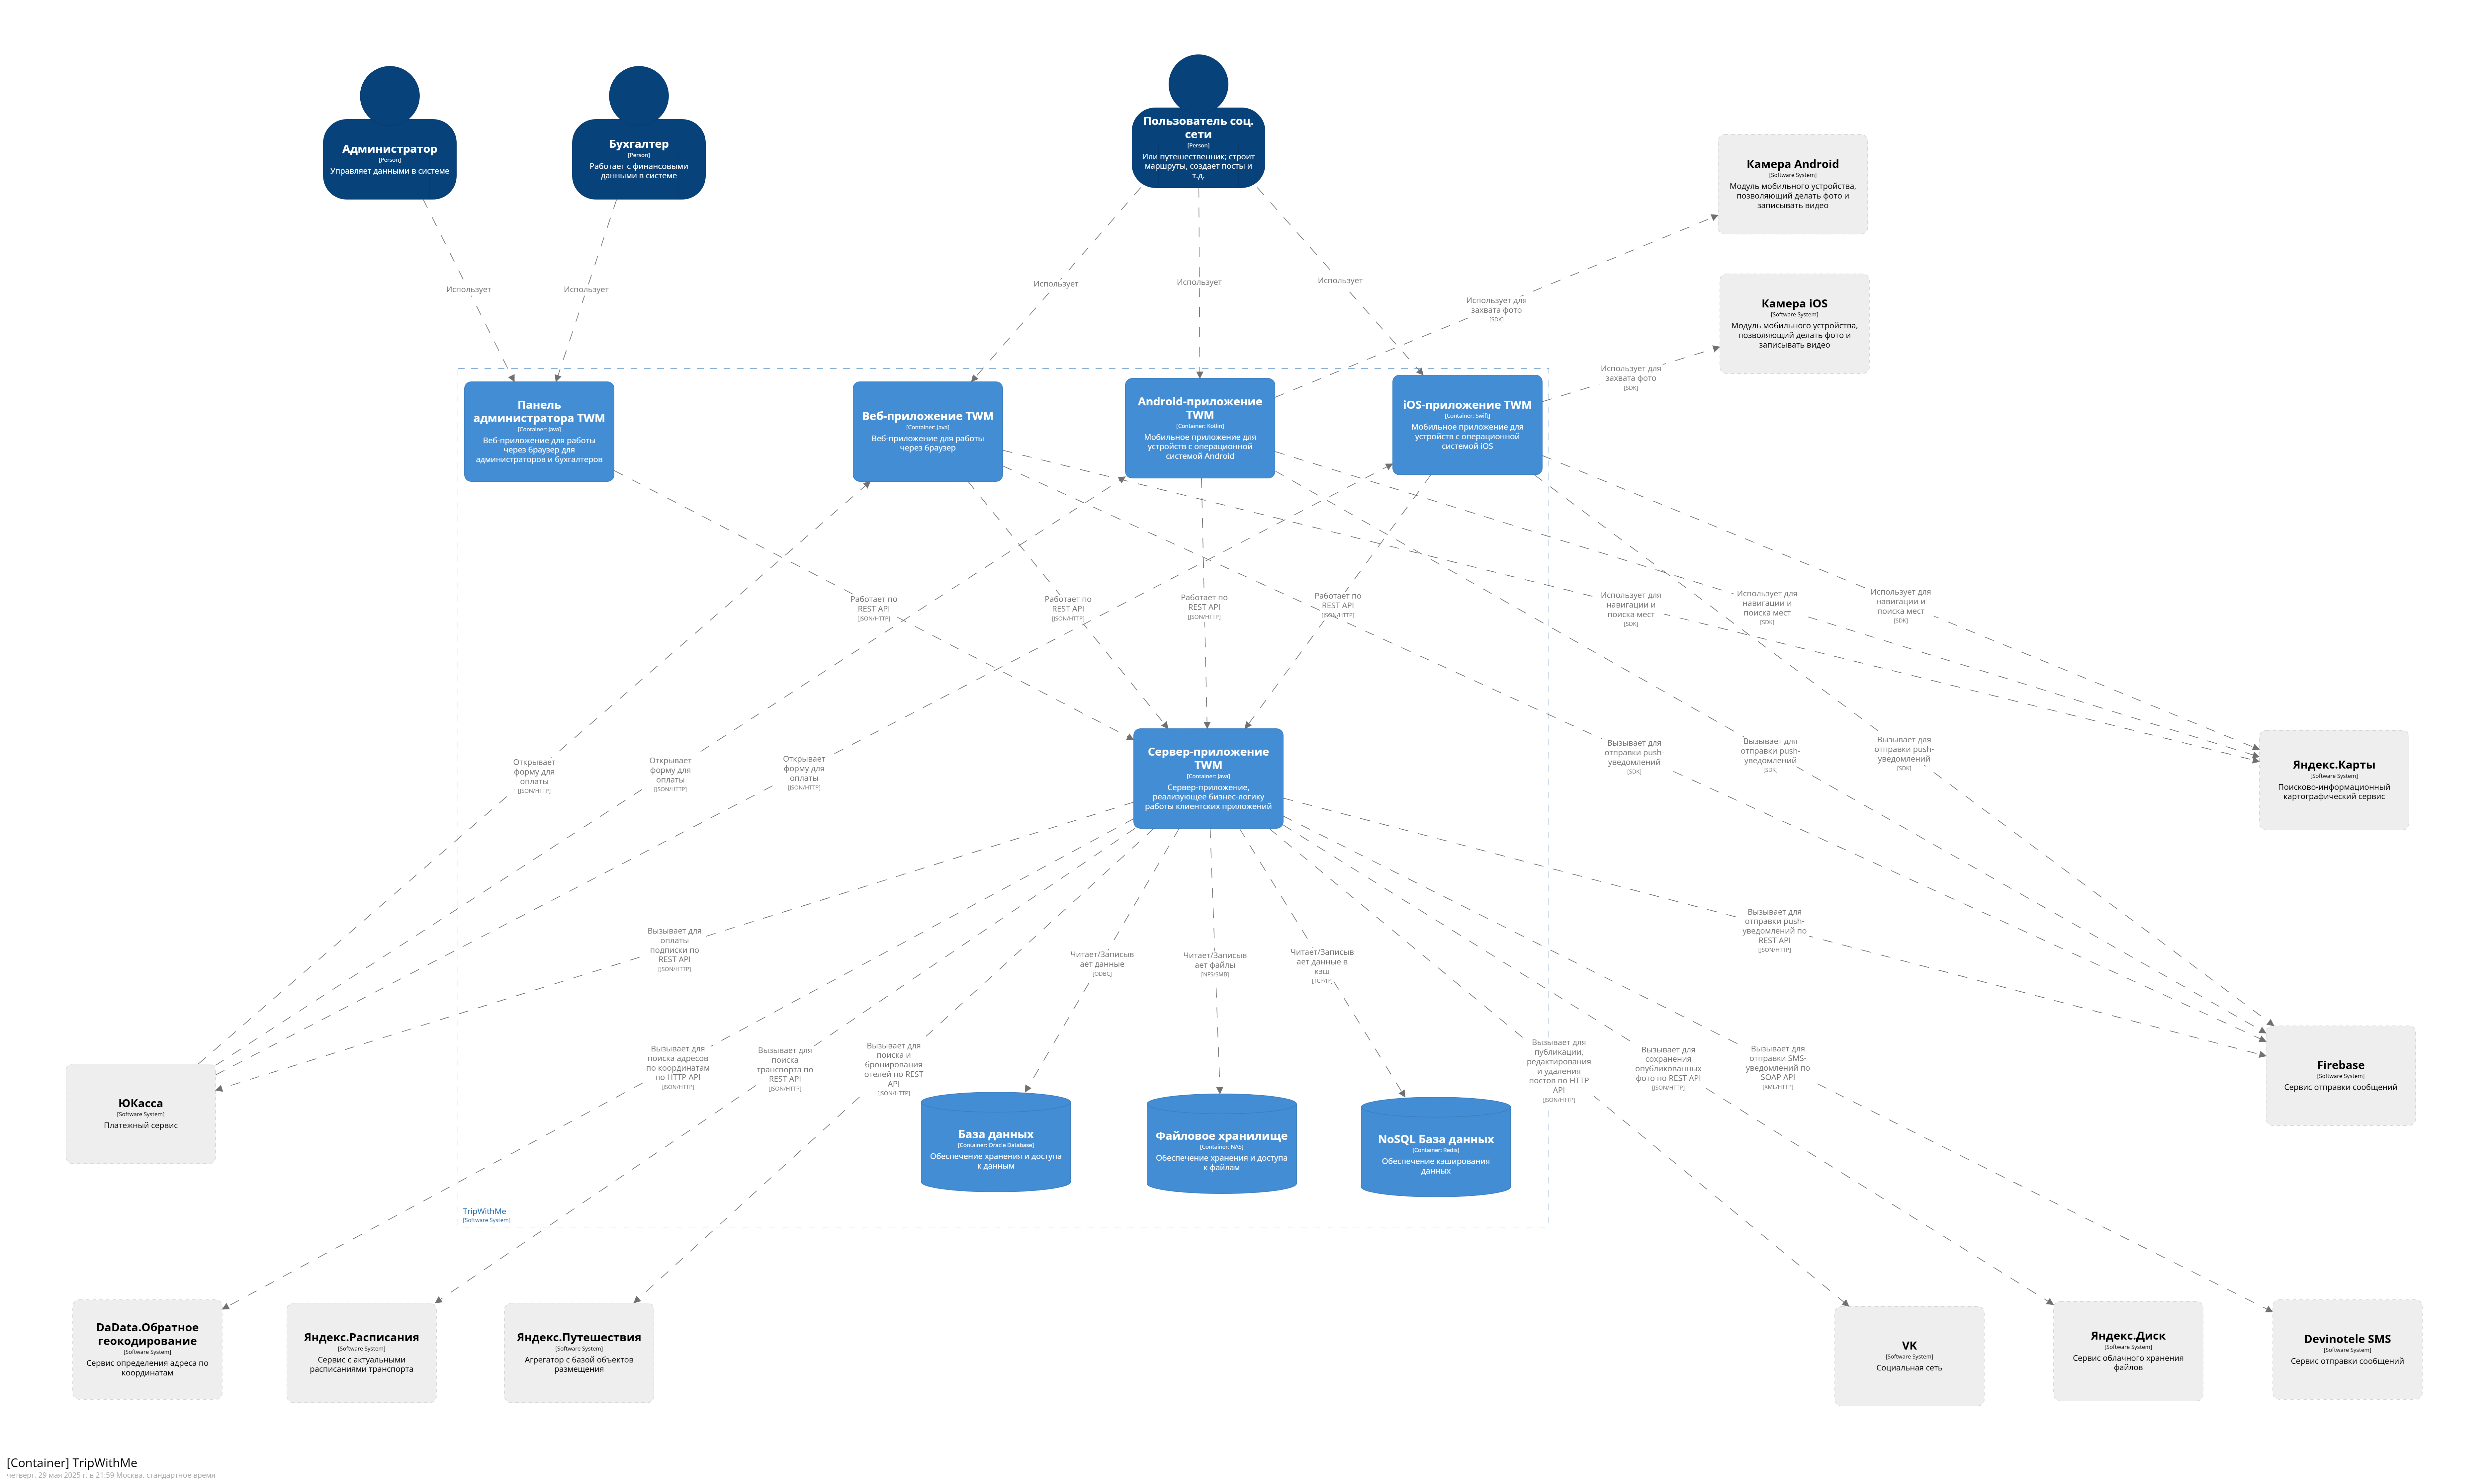 Администратор
[Person]
Управляет данными в системе
Бухгалтер
[Person]
Работает с финансовыми
данными в системе
Пользователь соц.
сети
[Person]
Или путешественник; строит
маршруты, создает посты и
т.д.
Камера Android
[Software System]
Модуль мобильного устройства,
позволяющий делать фото и
записывать видео
Камера iOS
[Software System]
Модуль мобильного устройства,
позволяющий делать фото и
записывать видео
Использует
Использует
Использует
Использует
Использует
Использует для
захвата фото
[SDK]
Использует для
захвата фото
[SDK]
Панель
администратора TWM
[Container: Java]
Веб-приложение для работы
через браузер для
администраторов и бухгалтеров
Веб-приложение TWM
[Container: Java]
Веб-приложение для работы
через браузер
Android-приложение
TWM
[Container: Kotlin]
Мобильное приложение для
устройств с операционной
системой Android
iOS-приложение TWM
[Container: Swift]
Мобильное приложение для
устройств с операционной
системой iOS
Работает по
REST API
[JSON/HTTP]
Работает по
REST API
[JSON/HTTP]
Работает по
REST API
[JSON/HTTP]
Работает по
REST API
[JSON/HTTP]
Использует для
навигации и
поиска мест
[SDK]
Использует для
навигации и
поиска мест
[SDK]
Использует для
навигации и
поиска мест
[SDK]
Открывает
форму для
оплаты
[JSON/HTTP]
Открывает
форму для
оплаты
[JSON/HTTP]
Открывает
форму для
оплаты
[JSON/HTTP]
Сервер-приложение
TWM
[Container: Java]
Сервер-приложение,
реализующее бизнес-логику
работы клиентских приложений
Вызывает для
отправки push-
уведомлений
[SDK]
Вызывает для
отправки push-
уведомлений
[SDK]
Вызывает для
отправки push-
уведомлений
[SDK]
Яндекс.Карты
[Software System]
Поисково-информационный
картографический сервис
Вызывает для
оплаты
подписки по
REST API
[JSON/HTTP]
Читает/Записыв
ает данные
[ODBC]
Читает/Записыв
ает файлы
[NFS/SMB]
Читает/Записыв
ает данные в
кэш
[TCP/IP]
Вызывает для
отправки push-
уведомлений по
REST API
[JSON/HTTP]
Вызывает для
поиска адресов
по координатам
по HTTP API
[JSON/HTTP]
Вызывает для
поиска
транспорта по
REST API
[JSON/HTTP]
Вызывает для
поиска и
бронирования
отелей по REST
API
[JSON/HTTP]
Вызывает для
публикации,
редактирования
и удаления
постов по HTTP
API
[JSON/HTTP]
Вызывает для
сохранения
опубликованных
фото по REST API
[JSON/HTTP]
Вызывает для
отправки SMS-
уведомлений по
SOAP API
[XML/HTTP]
ЮКасса
[Software System]
Платежный сервис
База данных
[Container: Oracle Database]
Обеспечение хранения и доступа
к данным
Файловое хранилище
[Container: NAS]
Обеспечение хранения и доступа
к файлам
NoSQL База данных
[Container: Redis]
Обеспечение кэширования
данных
Firebase
[Software System]
Сервис отправки сообщений
TripWithMe
[Software System]
DaData.Обратное
геокодирование
[Software System]
Сервис определения адреса по
координатам
Яндекс.Расписания
[Software System]
Сервис с актуальными
расписаниями транспорта
Яндекс.Путешествия
[Software System]
Агрегатор с базой объектов
размещения
VK
[Software System]
Социальная сеть
Яндекс.Диск
[Software System]
Сервис облачного хранения
файлов
Devinotele SMS
[Software System]
Сервис отправки сообщений
[Container] TripWithMe
четверг, 29 мая 2025 г. в 21:59 Москва, стандартное время